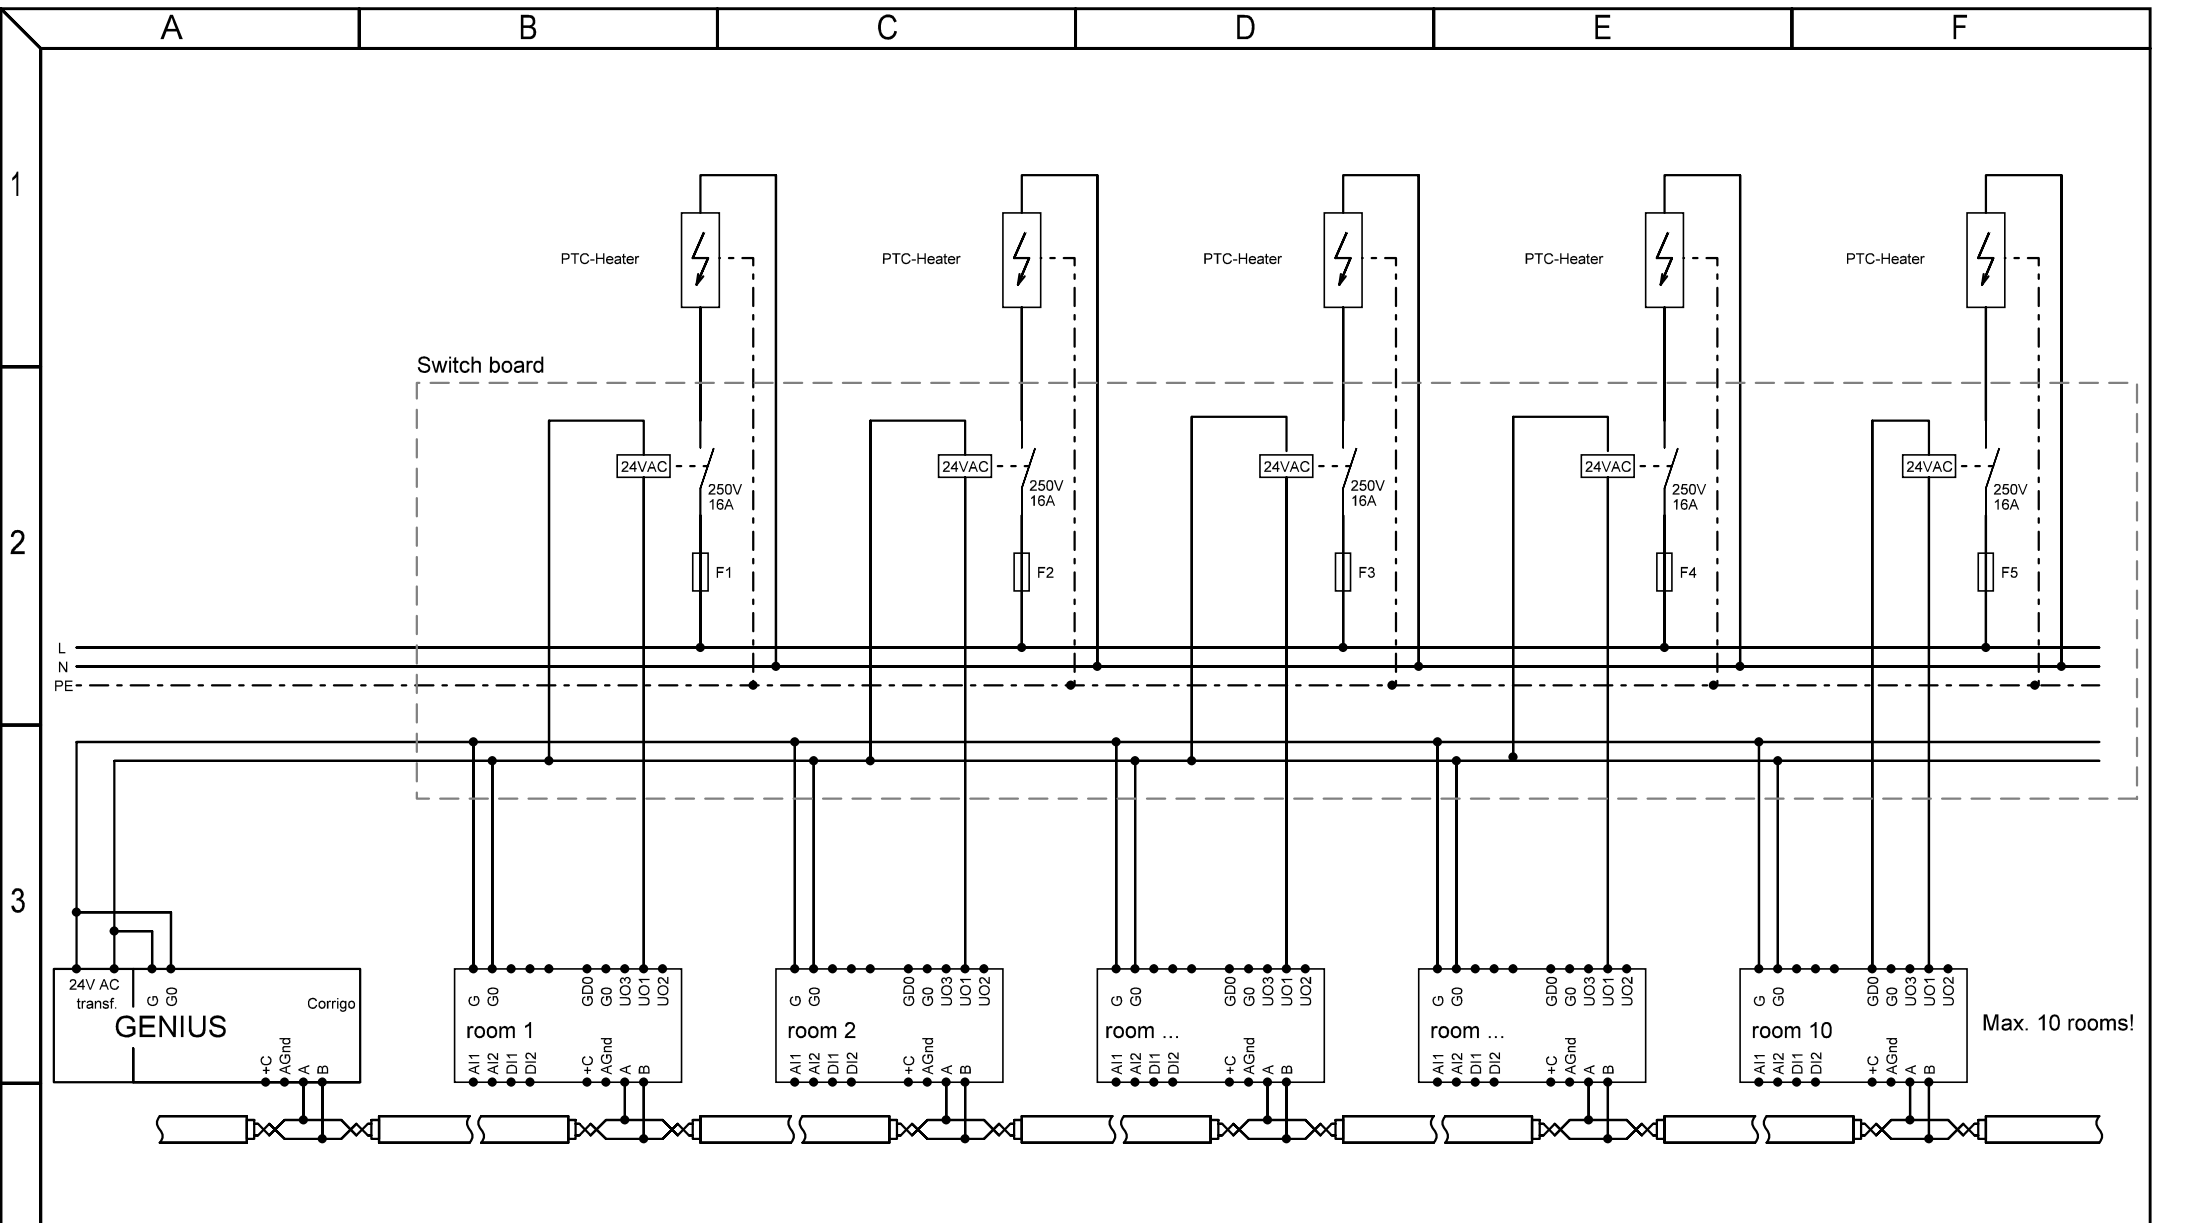 A B C D E F
1
PTC-Heater PTC-Heater PTC-Heater PTC-Heater PTC-Heater
Switch board
24VAC 24VAC 24VAC 24VAC 24VAC
250V 250V 250V 250V 250V
16A 16A 16A 16A 16A
2
F1 F2 F3 F4 F5
L
N
PE
3
24V AC
transf.
G G0 Corrigo
GENIUS
+C AGnd A B
G G0 GD0 G0 UO3 UO1 UO2
room 1
AI1 AI2 DI1 DI2 +C AGnd A B
G G0 GD0 G0 UO3 UO1 UO2
room 2
AI1 AI2 DI1 DI2 +C AGnd A B
G G0 GD0 G0 UO3 UO1 UO2
room ...
AI1 AI2 DI1 DI2 +C AGnd A B
G G0 GD0 G0 UO3 UO1 UO2
room ...
AI1 AI2 DI1 DI2 +C AGnd A B
G G0 GD0 G0 UO3 UO1 UO2
room 10
AI1 AI2 DI1 DI2 +C AGnd A B
Max. 10 rooms!